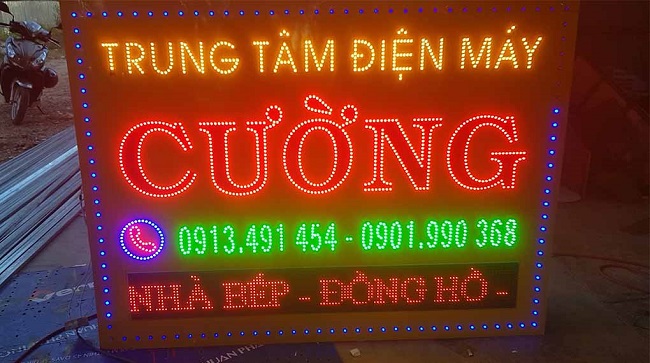 TRUNG TÂM ĐIỆN MÁY
CƯỜNG
0913.491 454 - 0901.990 368
NHÀ BẾP - ĐỒNG HỒ -